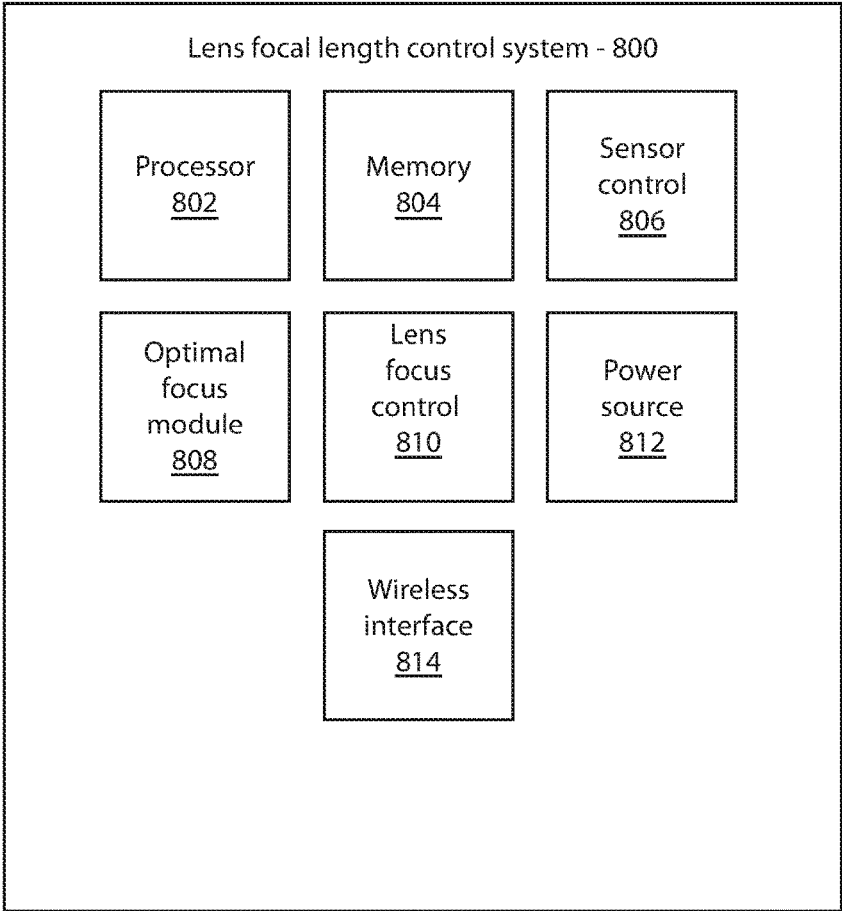 Lens focal length control system - 800
Processor
802
Memory
804
Sensor
control
806
Optimal
focus
module
808
Lens
focus
control
810
Power
source
812
Wireless
interface
814